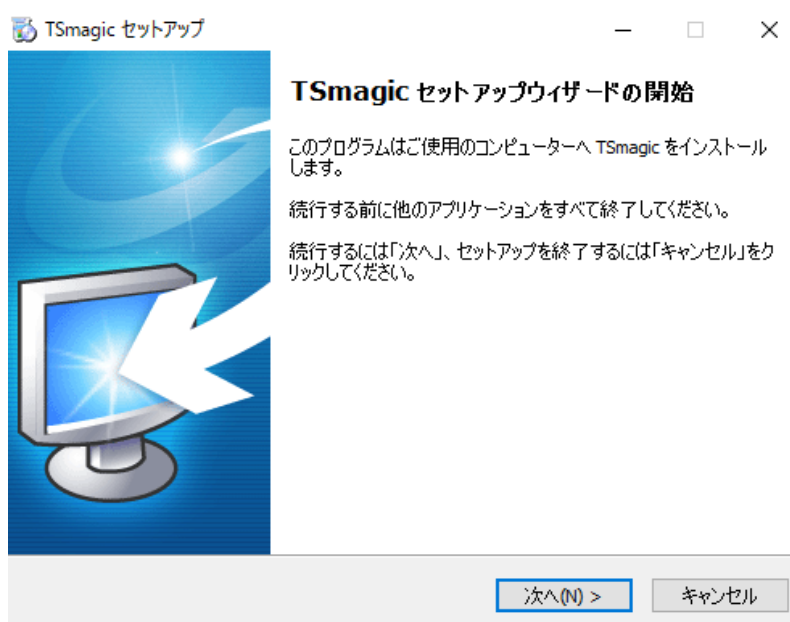 TSmagic セットアップ
TSmagic セットアップウィザードの開始
このプログラムはご使用のコンピューターへ TSmagic をインストール
します。
続行する前に他のアプリケーションをすべて終了してください。
続行するには「次へ」、セットアップを終了するには「キャンセル」をク
リックしてください。
次へ(N) >
キャンセル